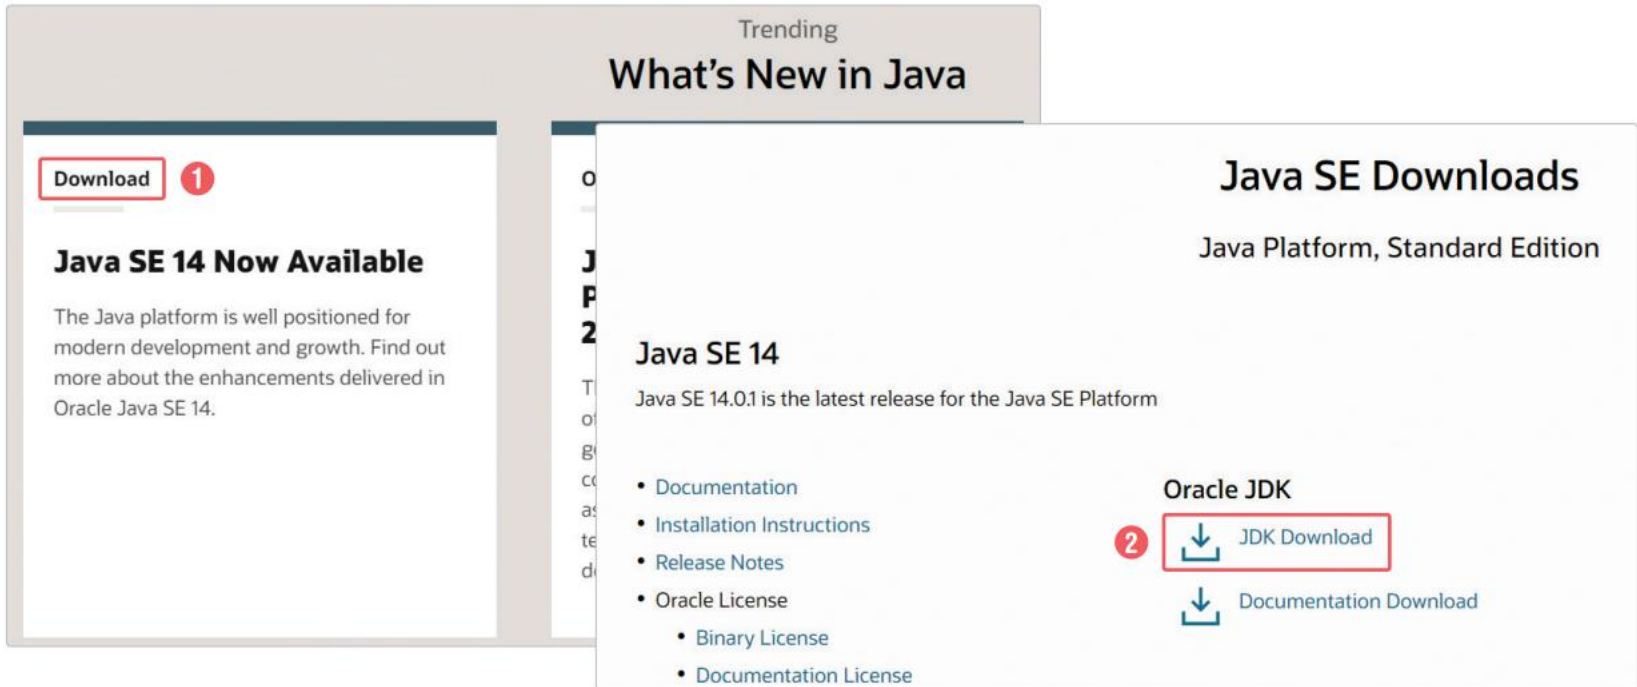 Trending
What's New in Java
Download 1
Java SE 14 Now Available
The Java platform is well positioned for
modern development and growth. Find out
more about the enhancements delivered in
Oracle Java SE 14.
Java SE Downloads
Java Platform, Standard Edition
Java SE 14
Java SE 14.0.1 is the latest release for the Java SE Platform
• Documentation
• Installation Instructions
• Release Notes
• Oracle License
• Binary License
• Documentation License
Oracle JDK
2 JDK Download
Documentation Download